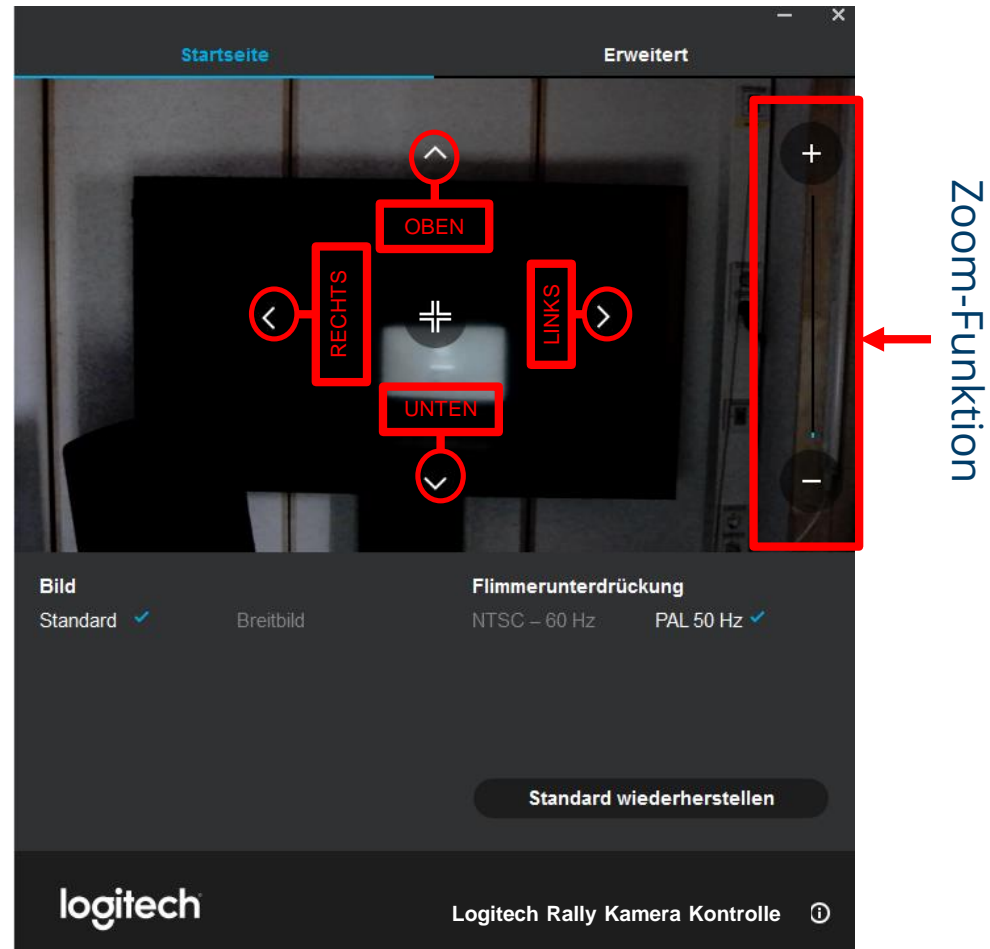 Startseite
Erweitert
OBEN
RECHTS
LINKS
UNTEN
Zoom-Funktion
Bild
Flimmerunterdrückung
Standard
Breitbild
NTSC – 60 Hz
PAL 50 Hz
Standard wiederherstellen
logitech
Logitech Rally Kamera Kontrolle